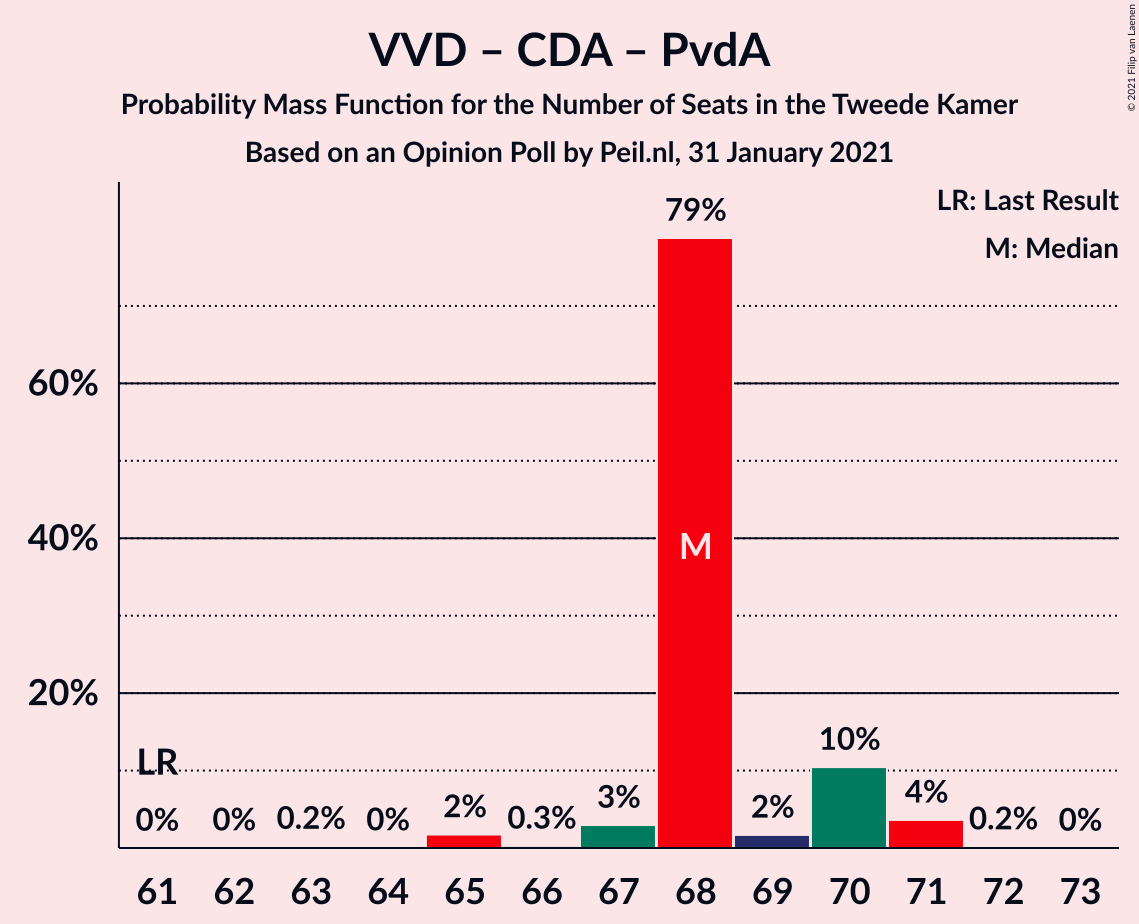 VVD – CDA – PvdA
Probability Mass Function for the Number of Seats in the Tweede Kamer
Based on an Opinion Poll by Peil.nl, 31 January 2021
© 2021 Filip van Laenen
LR: Last Result
M: Median
60%
40%
20%
LR
0%
0%
0.2%
0%
2%
0.3%
3%
79%
M
2%
10%
4%
0.2%
0%
61 62 63 64 65 66 67 68 69 70 71 72 73